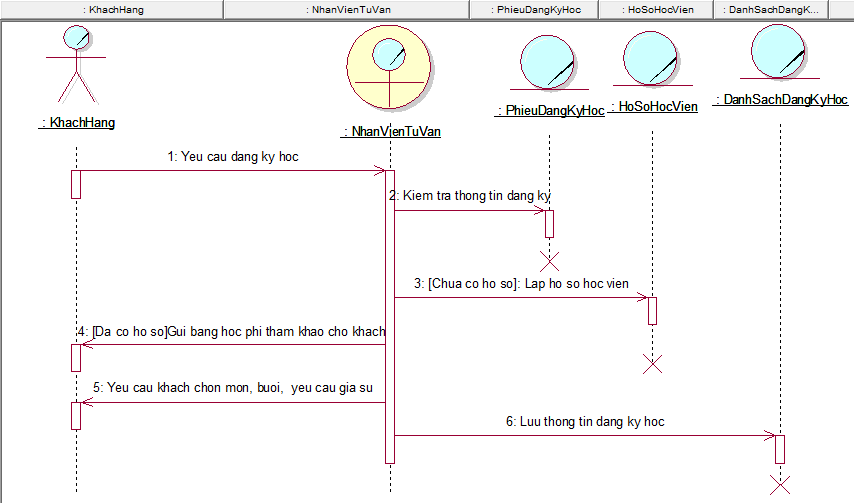 : KhachHang
: NhanVienTuVan
: PhieuDangKyHoc
: HoSoHocVien
: DanhSachDangK...
: KhachHang
: NhanVienTuVan
: PhieuDangKyHoc
: HoSoHocVien
: DanhSachDangKyHoc
1: Yeu cau dang ky hoc
2: Kiem tra thong tin dang ky
3: [Chua co ho so]: Lap ho so hoc vien
4: [Da co ho so]Gui bang hoc phi tham khao cho khach
5: Yeu cau khach chon mon, buoi, yeu cau gia su
6: Luu thong tin dang ky hoc